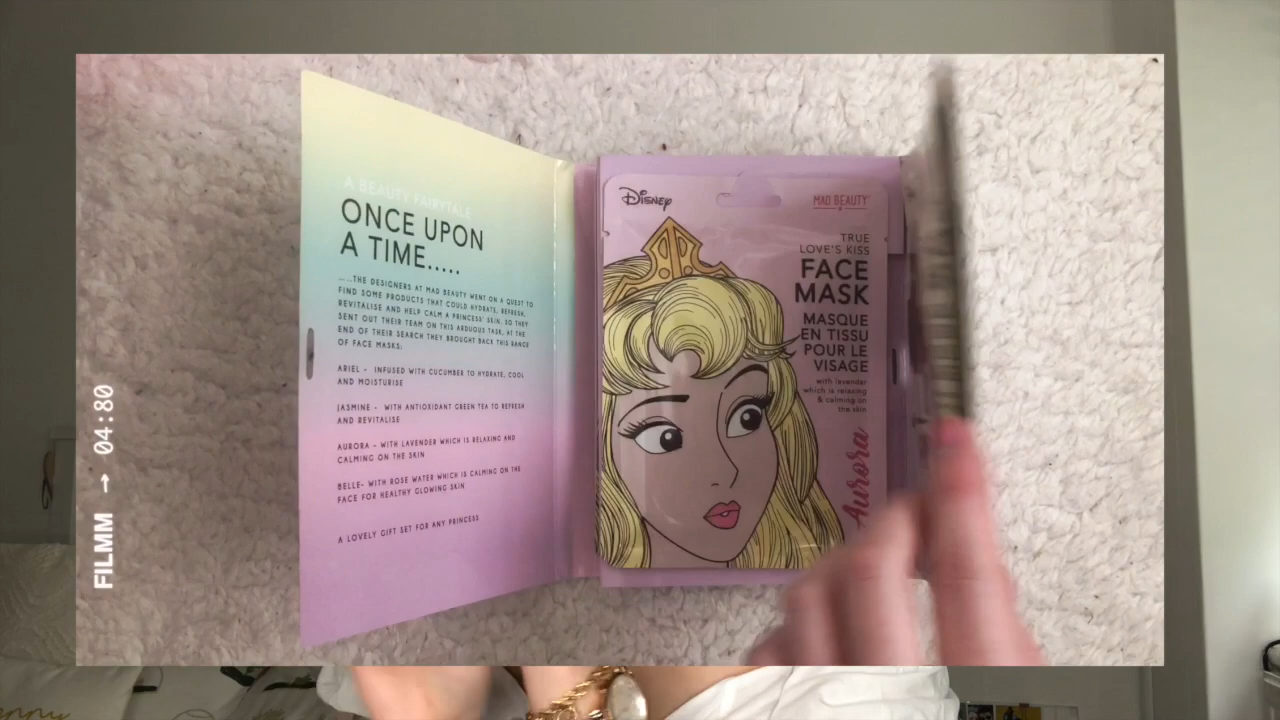 A BEAUTY FAIRYTALE
ONCE UPON
A TIME.....
.....THE DESIGNERS AT MAD BEAUTY WENT ON A QUEST TO
FIND SOME PRODUCTS THAT COULD HYDRATE, REFRESH,
REVITALISE AND HELP CALM A PRINCESS' SKIN. SO THEY
SENT OUT THEIR TEAM ON THIS ARDUOUS TASK. AT THE
END OF THEIR SEARCH THEY BROUGHT BACK THIS RANGE
OF FACE MASKS:
ARIEL - INFUSED WITH CUCUMBER TO HYDRATE, COOL
AND MOISTURISE
JASMINE - WITH ANTIOXIDANT GREEN TEA TO REFRESH
AND REVITALISE
AURORA - WITH LAVENDER WHICH IS RELAXING AND
CALMING ON THE SKIN
BELLE- WITH ROSE WATER WHICH IS CALMING ON THE
FACE FOR HEALTHY GLOWING SKIN
A LOVELY GIFT SET FOR ANY PRINCESS
Disney
MAD BEAUTY
TRUE
LOVE'S KISS
FACE
MASK
MASQUE
EN TISSU
POUR LE
VISAGE
with lavender
which is relaxing
& calming on
the skin
Aurora
FILMM → 04:80